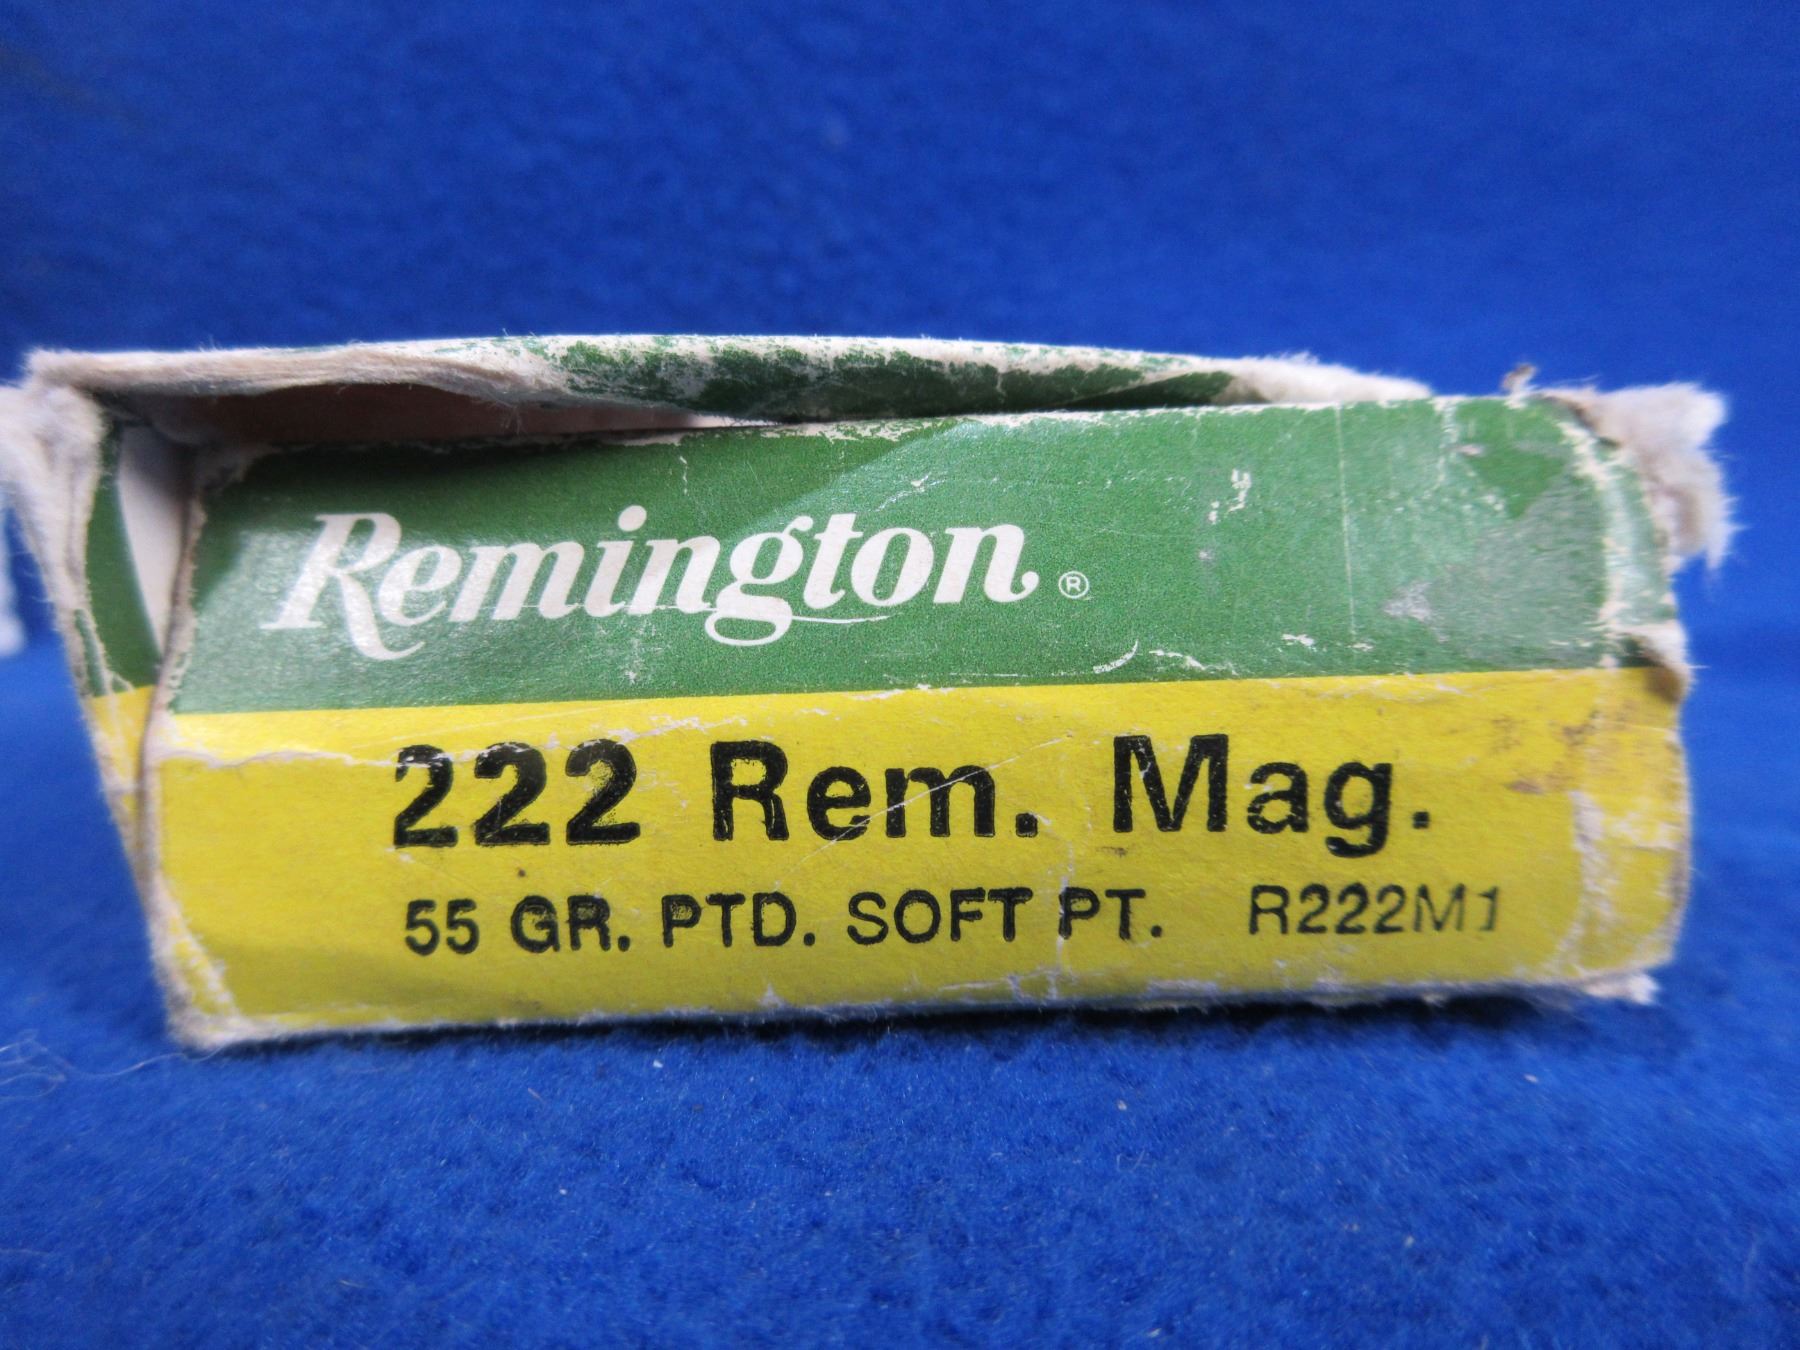 Remington®
222 Rem. Mag.
55 GR. PTD. SOFT PT. R222M1